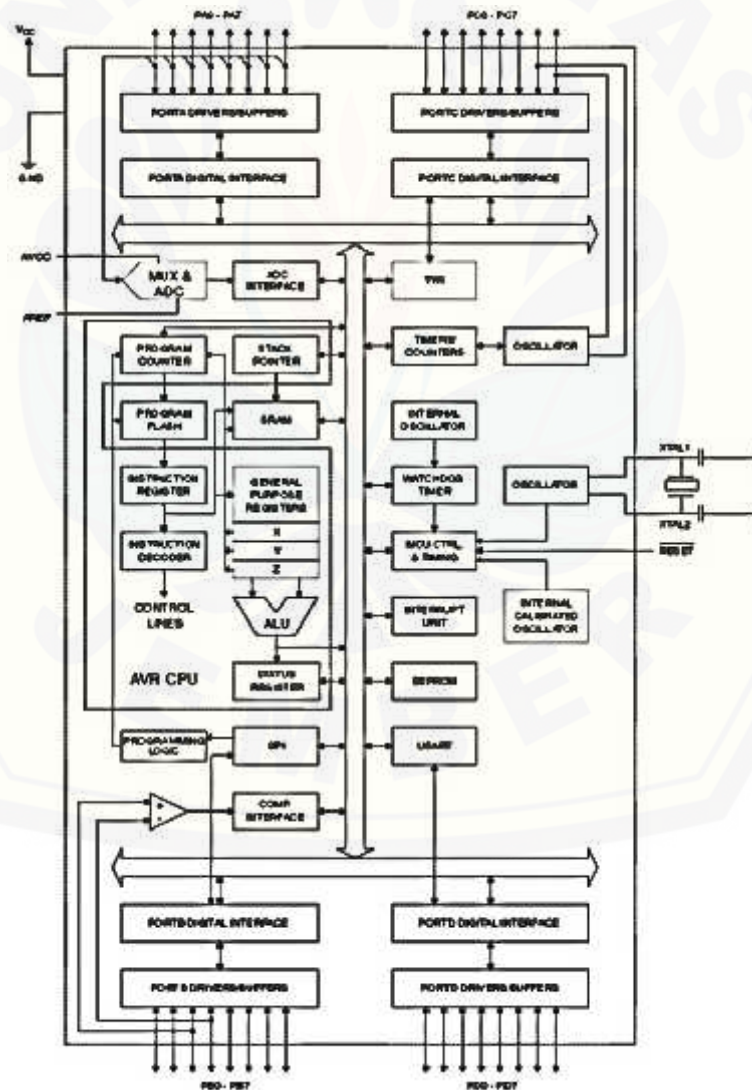 PA0 - PA7
PC0 - PC7
VCC
GND
PORTA DRIVERS/BUFFERS
PORTC DRIVERS/BUFFERS
PORTA DIGITAL INTERFACE
PORTC DIGITAL INTERFACE
AVCC
MUX &
ADC
ADC
INTERFACE
TWI
AREF
PROGRAM
COUNTER
STACK
POINTER
TIMERS/
COUNTERS
OSCILLATOR
PROGRAM
FLASH
SRAM
INTERNAL
OSCILLATOR
XTAL1
INSTRUCTION
REGISTER
GENERAL
PURPOSE
REGISTERS
WATCHDOG
TIMER
OSCILLATOR
XTAL2
X
INSTRUCTION
DECODER
Y
MCU CTRL.
& TIMING
RESET
Z
CONTROL
LINES
ALU
INTERRUPT
UNIT
INTERNAL
CALIBRATED
OSCILLATOR
AVR CPU
STATUS
REGISTER
EEPROM
PROGRAMMING
LOGIC
SPI
USART
+
-
COMP.
INTERFACE
PORTB DIGITAL INTERFACE
PORTD DIGITAL INTERFACE
PORTB DRIVERS/BUFFERS
PORTD DRIVERS/BUFFERS
PB0 - PB7
PD0 - PD7
JEMBER